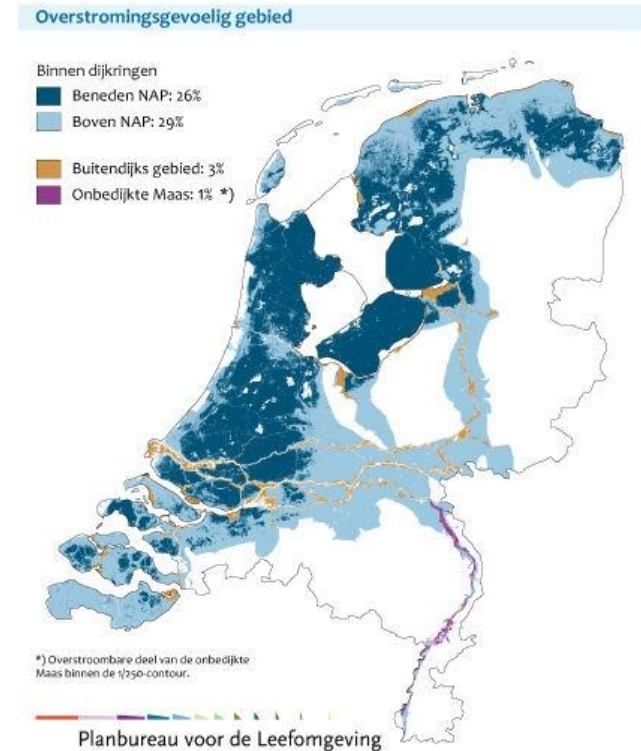 Overstromingsgevoelig gebied
Binnen dijkringen
Beneden NAP: 26%
Boven NAP: 29%
Buitendijks gebied: 3%
Onbedijkte Maas: 1% *)
*) Overstroombare deel van de onbedijkte
Maas binnen de 1/250-contour.
Planbureau voor de Leefomgeving